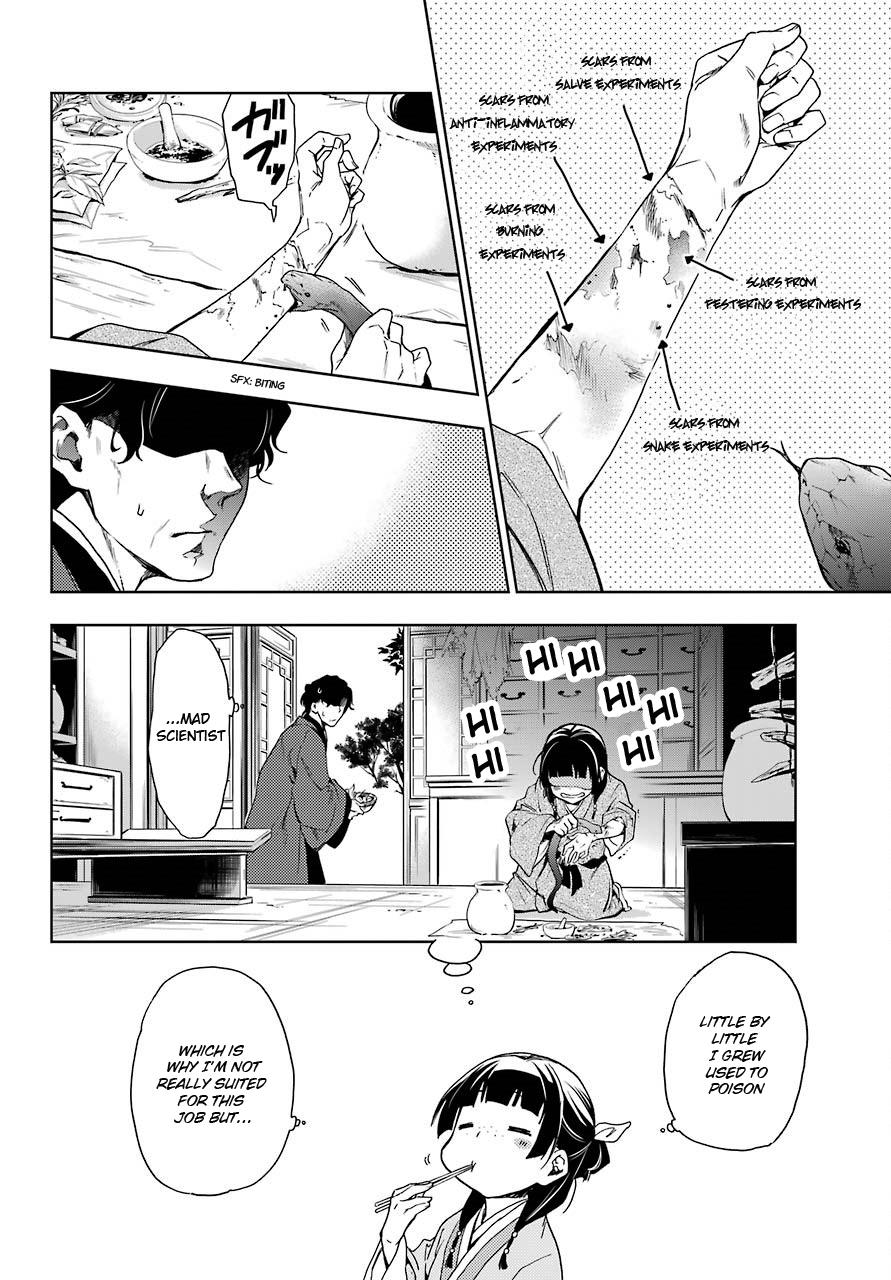 SCARS FROM
SALVE EXPERIMENTS
SCARS FROM
ANTI-INFLAMMATORY
EXPERIMENTS
SCARS FROM
BURNING
EXPERIMENTS
SCARS FROM
FESTERING EXPERIMENTS
SCARS FROM
SNAKE EXPERIMENTS
ガブッ
SFX: BITING
HI
HI
HI
HI
HI
HI
HI
...MAD
SCIENTIST
LITTLE BY
LITTLE
I GREW
USED TO
POISON
WHICH IS
WHY I'M NOT
REALLY SUITED
FOR THIS
JOB BUT...